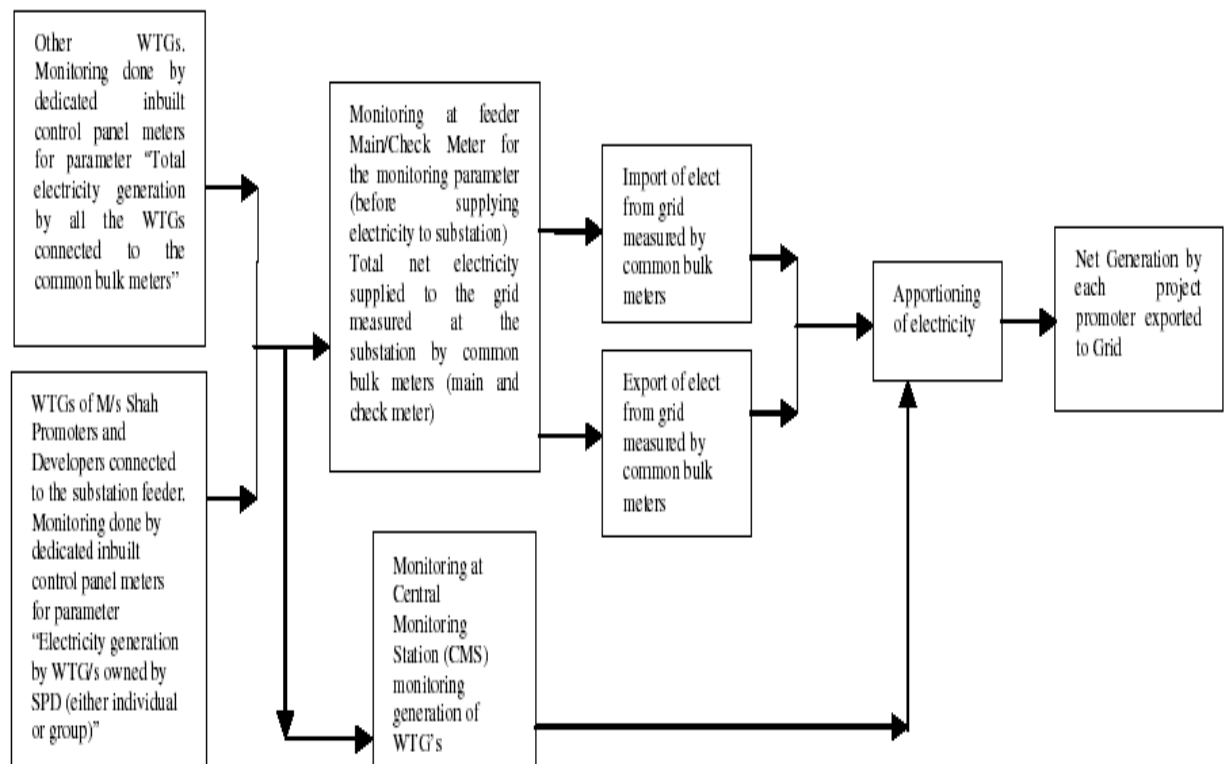 Other WTGs.
Monitoring done by
dedicated inbuilt
control panel meters
for parameter “Total
electricity generation
by all the WTGs
connected to the
common bulk meters”
WTGs of M/s Shah
Promoters and
Developers connected
to the substation feeder.
Monitoring done by
dedicated inbuilt
control panel meters
for parameter
“Electricity generation
by WTG/s owned by
SPD (either individual
or group)”
Monitoring at feeder
Main/Check Meter for
the monitoring parameter
(before supplying
electricity to substation)
Total net electricity
supplied to the grid
measured at the
substation by common
bulk meters (main and
check meter)
Monitoring at
Central
Monitoring
Station (CMS)
monitoring
generation of
WTG's
Import of elect
from grid
measured by
common bulk
meters
Export of elect
from grid
measured by
common bulk
meters
Apportioning
of electricity
Net Generation by
each project
promoter exported
to Grid